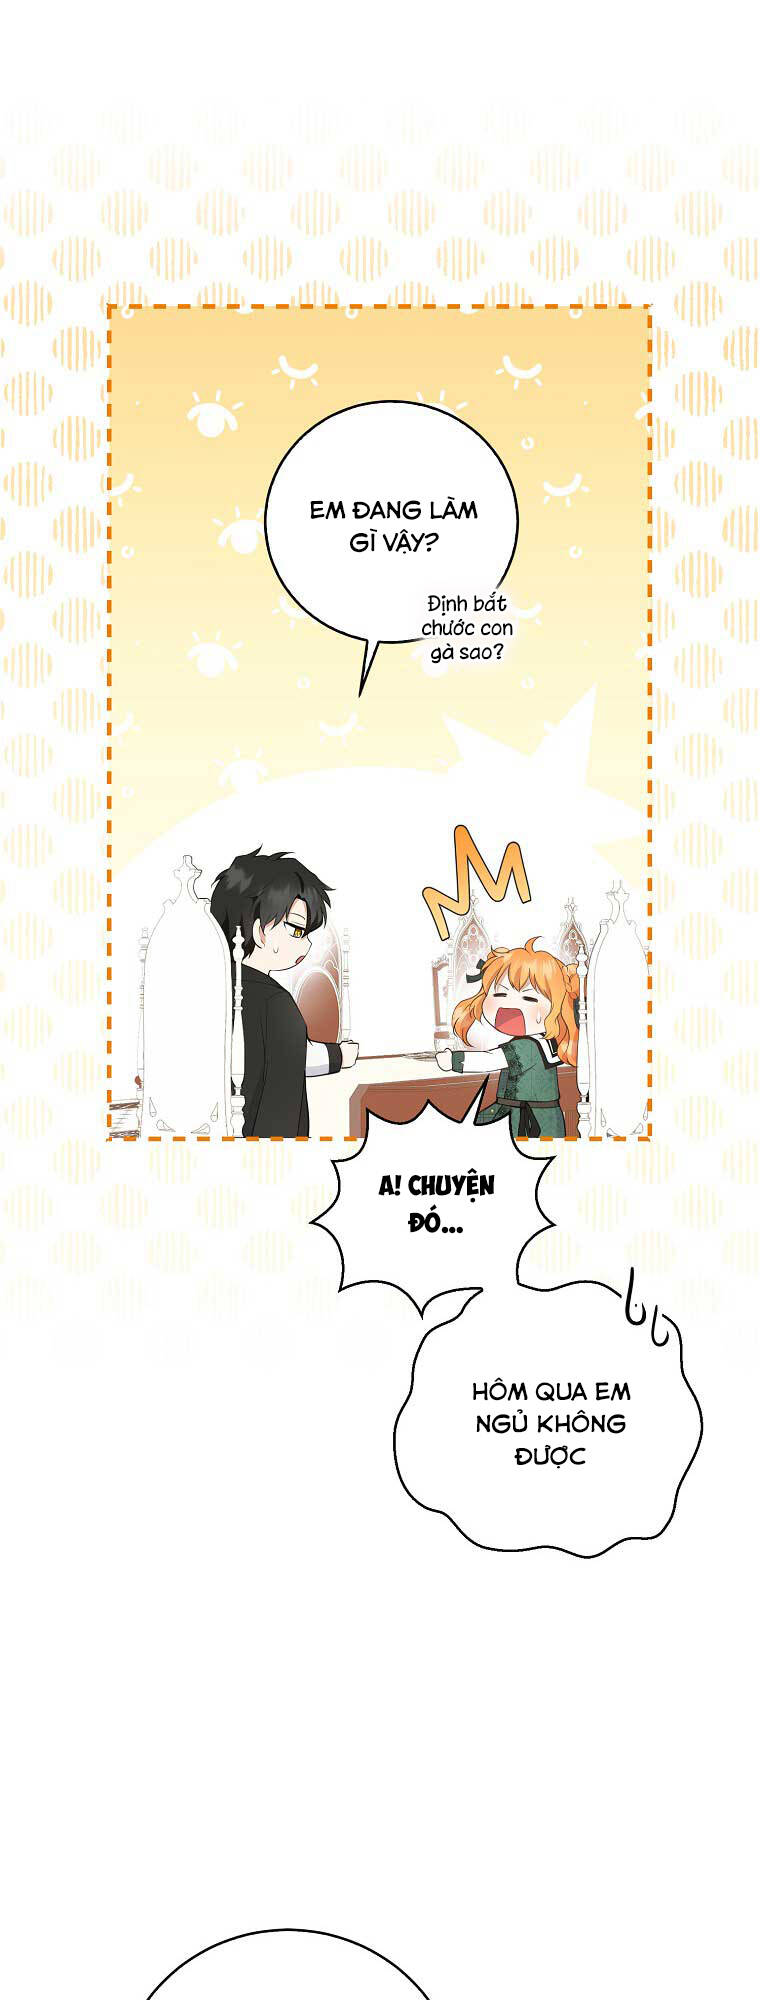 EM ĐANG LÀM
GÌ VẬY?
Định bắt
chước con
gà sao?
A! CHUYỆN
ĐÓ...
HÔM QUA EM
NGỦ KHÔNG
ĐƯỢC